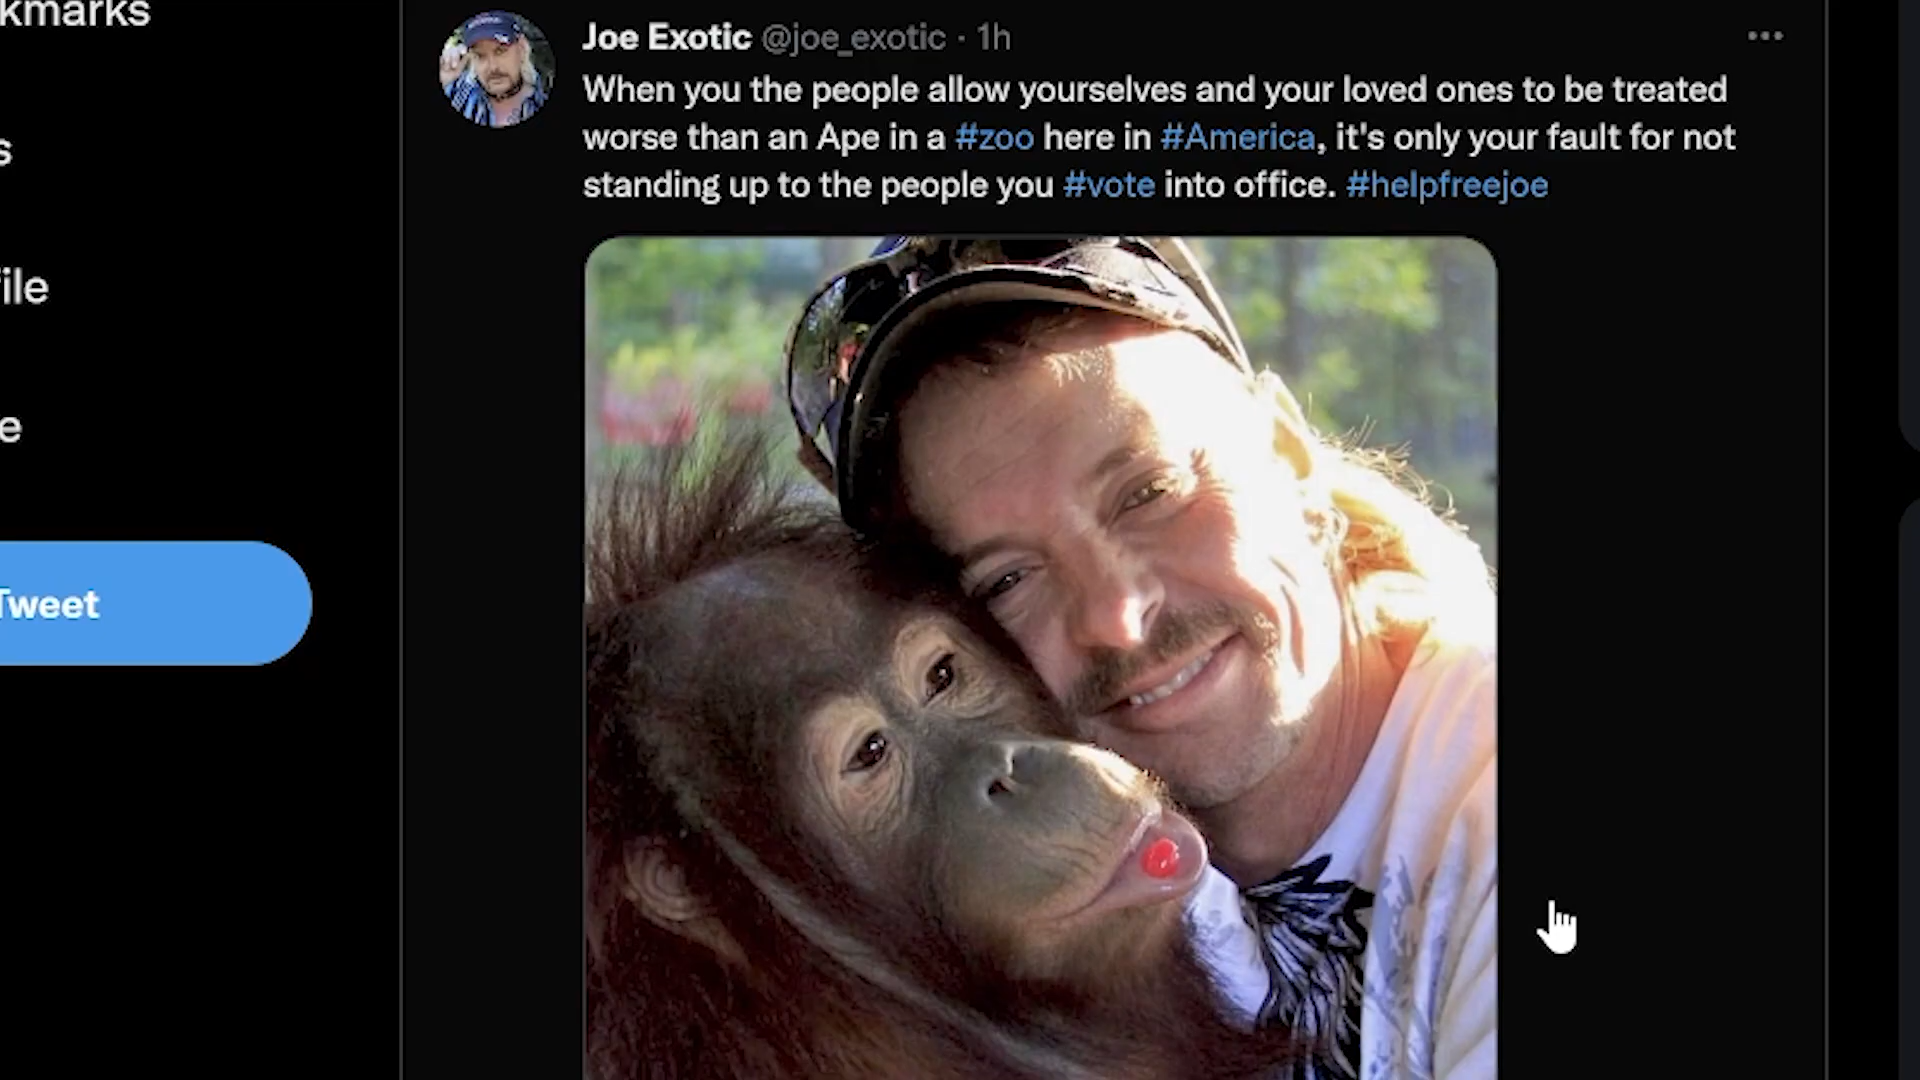 kmarks
Joe Exotic @joe_exotic · 1h
When you the people allow yourselves and your loved ones to be treated
worse than an Ape in a #zoo here in #America, it's only your fault for not
standing up to the people you #vote into office. #helpfreejoe
s
file
e
Tweet